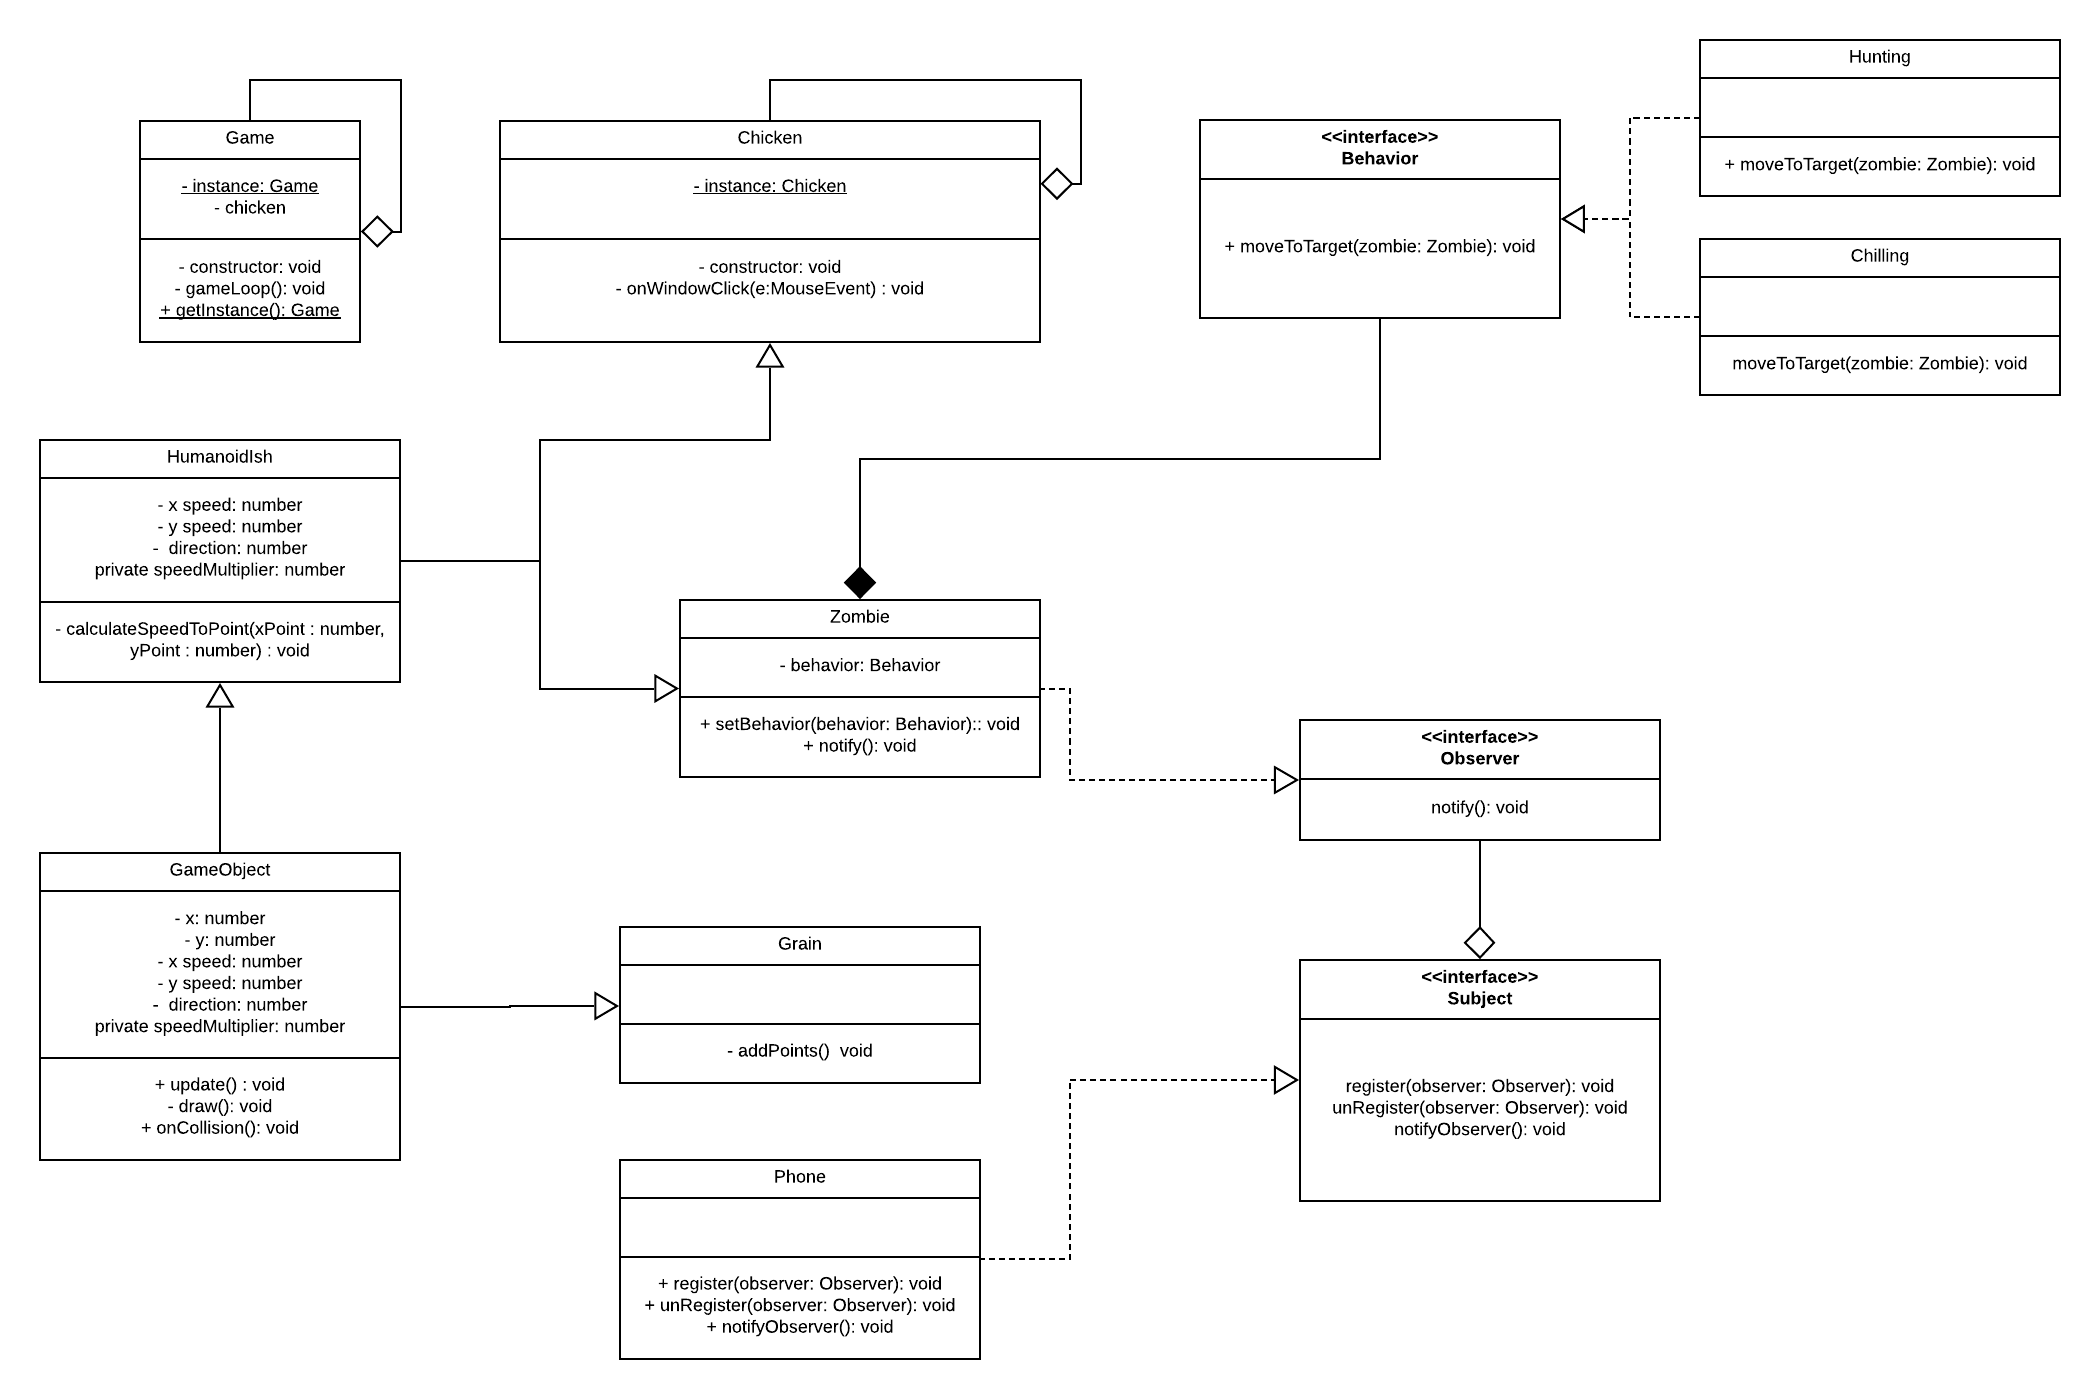 Game
- instance: Game
- chicken
- constructor: void
- gameLoop(): void
+ getInstance(): Game
Chicken
- instance: Chicken
- constructor: void
- onWindowClick(e:MouseEvent) : void
<<interface>>
Behavior
+ moveToTarget(zombie: Zombie): void
Hunting
+ moveToTarget(zombie: Zombie): void
Chilling
moveToTarget(zombie: Zombie): void
HumanoidIsh
- x speed: number
- y speed: number
-  direction: number
private speedMultiplier: number
- calculateSpeedToPoint(xPoint : number,
yPoint : number) : void
Zombie
- behavior: Behavior
+ setBehavior(behavior: Behavior):: void
+ notify(): void
<<interface>>
Observer
notify(): void
GameObject
- x: number
- y: number
- x speed: number
- y speed: number
-  direction: number
private speedMultiplier: number
+ update() : void
- draw(): void
+ onCollision(): void
Grain
- addPoints()  void
<<interface>>
Subject
register(observer: Observer): void
unRegister(observer: Observer): void
notifyObserver(): void
Phone
+ register(observer: Observer): void
+ unRegister(observer: Observer): void
+ notifyObserver(): void